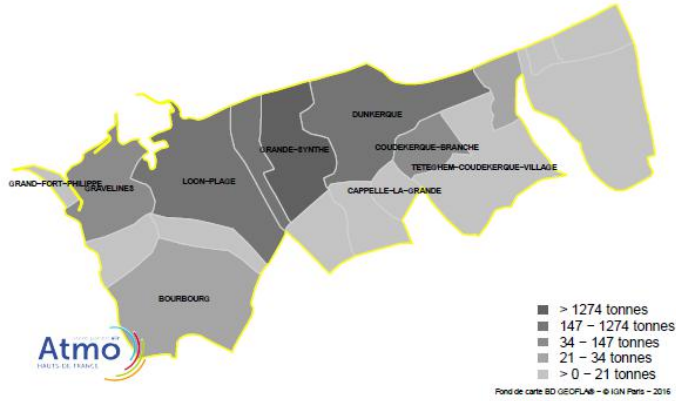 DUNKERQUE
GRANDE-SYNTHE
COUDEKERQUE-BRANCHE
TETEGHEM-COUDEKERQUE-VILLAGE
GRAND-FORT-PHILIPPE
GRAVELINES
LOON-PLAGE
CAPPELLE-LA-GRANDE
BOURBOURG
> 1274 tonnes
147 – 1274 tonnes
34 – 147 tonnes
21 – 34 tonnes
> 0 – 21 tonnes
Atmo
HAUTS-DE-FRANCE
Fond de carte BD GEOFLA® – © IGN Paris – 2016